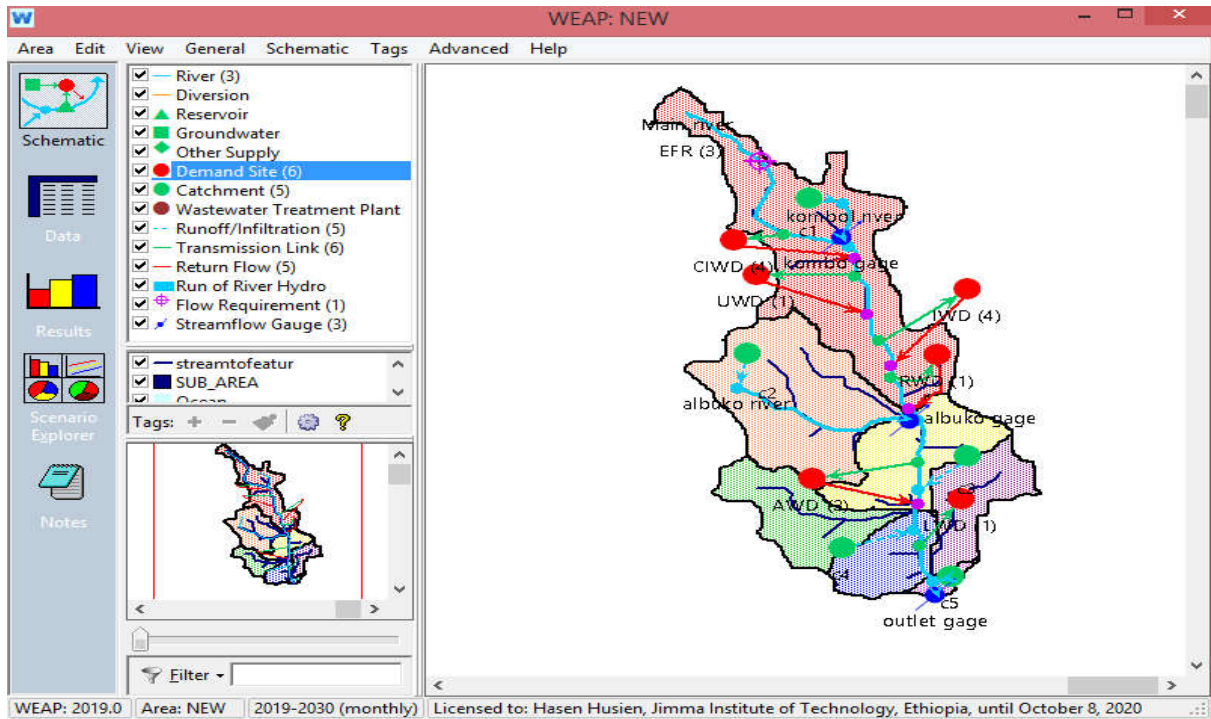 WEAP: NEW
Area Edit View General Schematic Tags Advanced Help
Schematic
Data
Results
Scenario
Explorer
Notes
River (3)
Diversion
Reservoir
Groundwater
Other Supply
Demand Site (6)
Catchment (5)
Wastewater Treatment Plant
Runoff/Infiltration (5)
Transmission Link (6)
Return Flow (5)
Run of River Hydro
Flow Requirement (1)
Streamflow Gauge (3)
streamtofeatur
SUB_AREA
Ocean
Tags:
Filter
Main river
EFR (3)
kombol river
c1
CIWD (4) kombo gage
UWD (1)
IWD (4)
RWD (1)
c2
albuko river
albuko gage
c3
AWD (3)
LWD (1)
c4
c5
outlet gage
WEAP: 2019.0 Area: NEW 2019-2030 (monthly) Licensed to: Hasen Husien, Jimma Institute of Technology, Ethiopia, until October 8, 2020